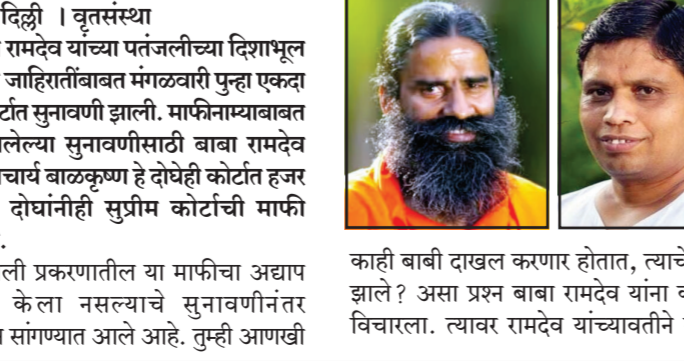 दिल्ली । वृतसंस्था
रामदेव यांच्या पतंजलीच्या दिशाभूल
जाहिरातींबाबत मंगळवारी पुन्हा एकदा
र्टात सुनावणी झाली. माफीनाम्याबाबत
लेल्या सुनावणीसाठी बाबा रामदेव
चार्य बाळकृष्ण हे दोघेही कोर्टात हजर
दोघांनीही सुप्रीम कोर्टाची माफी
.
ली प्रकरणातील या माफीचा अद्याप
केला नसल्याचे सुनावणीनंतर
सांगण्यात आले आहे. तुम्ही आणखी
काही बाबी दाखल करणार होतात, त्याचे
झाले? असा प्रश्न बाबा रामदेव यांना
विचारला. त्यावर रामदेव यांच्यावतीने